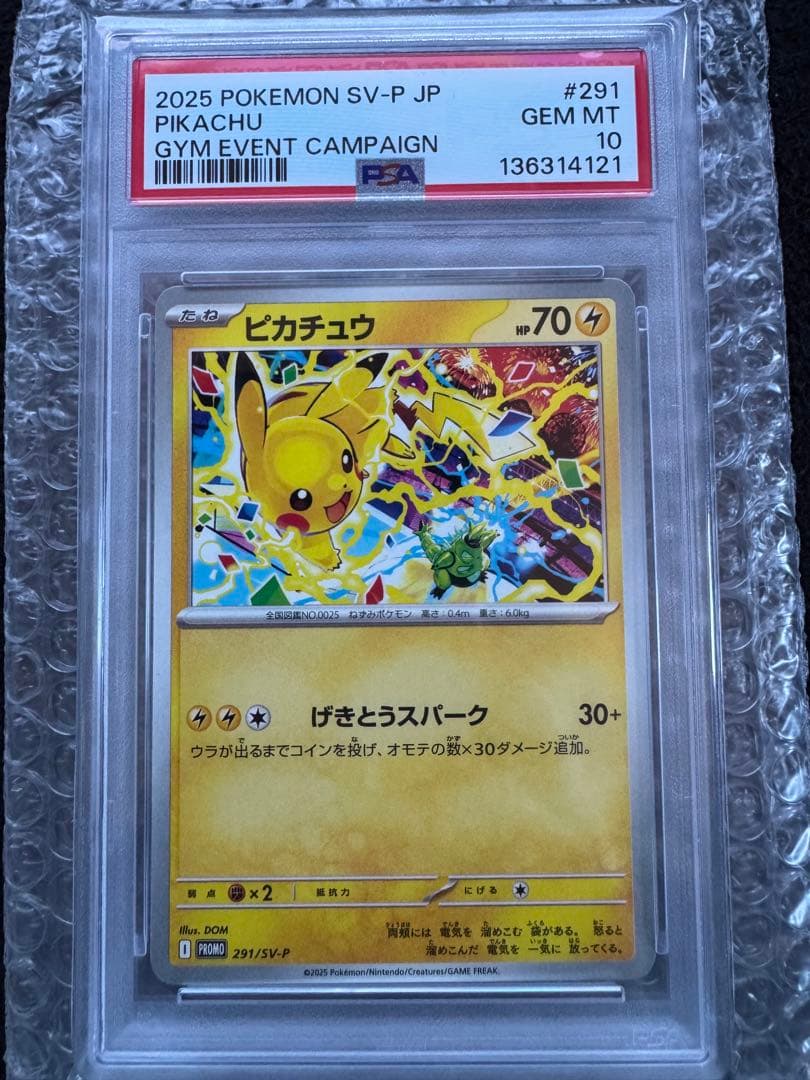 2025 POKEMON SV-P JP #291
PIKACHU GEM MT
GYM EVENT CAMPAIGN 10
PSA 136314121
たね ピカチュウ HP70
全国図鑑NO.0025 ねずみポケモン 高さ:0.4m 重さ:6.0kg
げきとうスパーク 30+
ウラが出るまでコインを投げ、オモテの数×30ダメージ追加。
弱点 ×2 抵抗力 にげる
Illus. DOM
両頬には 電気を 溜めこむ 袋がある。 怒ると
溜めこんだ 電気を 一気に 放ってくる。
I PROMO 291/SV-P
©2025 Pokémon/Nintendo/Creatures/GAME FREAK.